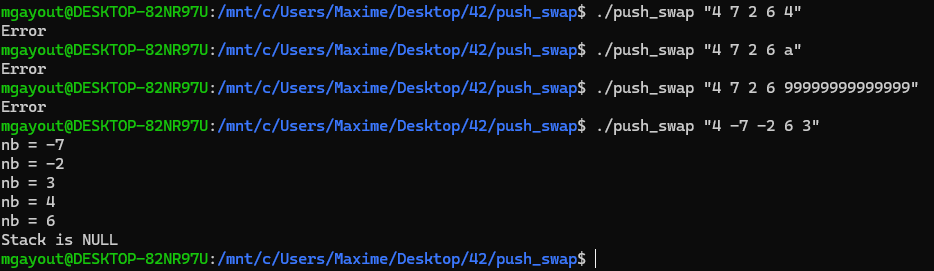 mgayout@DESKTOP-82NR97U:/mnt/c/Users/Maxime/Desktop/42/push_swap$ ./push_swap "4 7 2 6 4"
Error
mgayout@DESKTOP-82NR97U:/mnt/c/Users/Maxime/Desktop/42/push_swap$ ./push_swap "4 7 2 6 a"
Error
mgayout@DESKTOP-82NR97U:/mnt/c/Users/Maxime/Desktop/42/push_swap$ ./push_swap "4 7 2 6 99999999999999"
Error
mgayout@DESKTOP-82NR97U:/mnt/c/Users/Maxime/Desktop/42/push_swap$ ./push_swap "4 -7 -2 6 3"
nb = -7
nb = -2
nb = 3
nb = 4
nb = 6
Stack is NULL
mgayout@DESKTOP-82NR97U:/mnt/c/Users/Maxime/Desktop/42/push_swap$